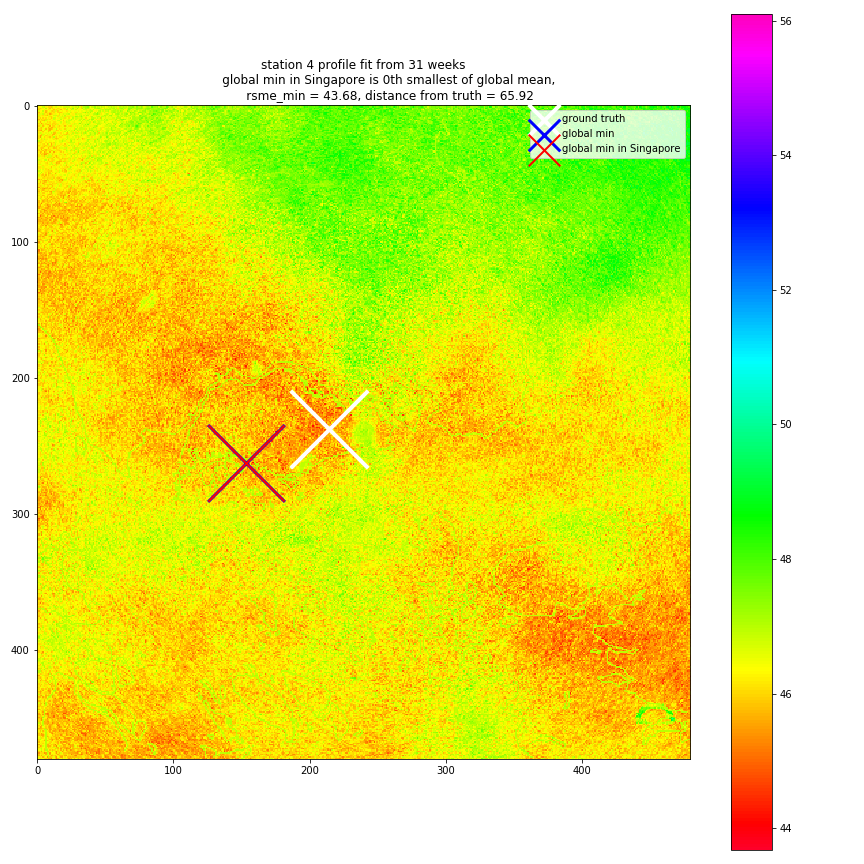 station 4 profile fit from 31 weeks
global min in Singapore is 0th smallest of global mean,
rsme_min = 43.68, distance from truth = 65.92
ground truth
global min
global min in Singapore
0
100
200
300
400
0 100 200 300 400
56
54
52
50
48
46
44